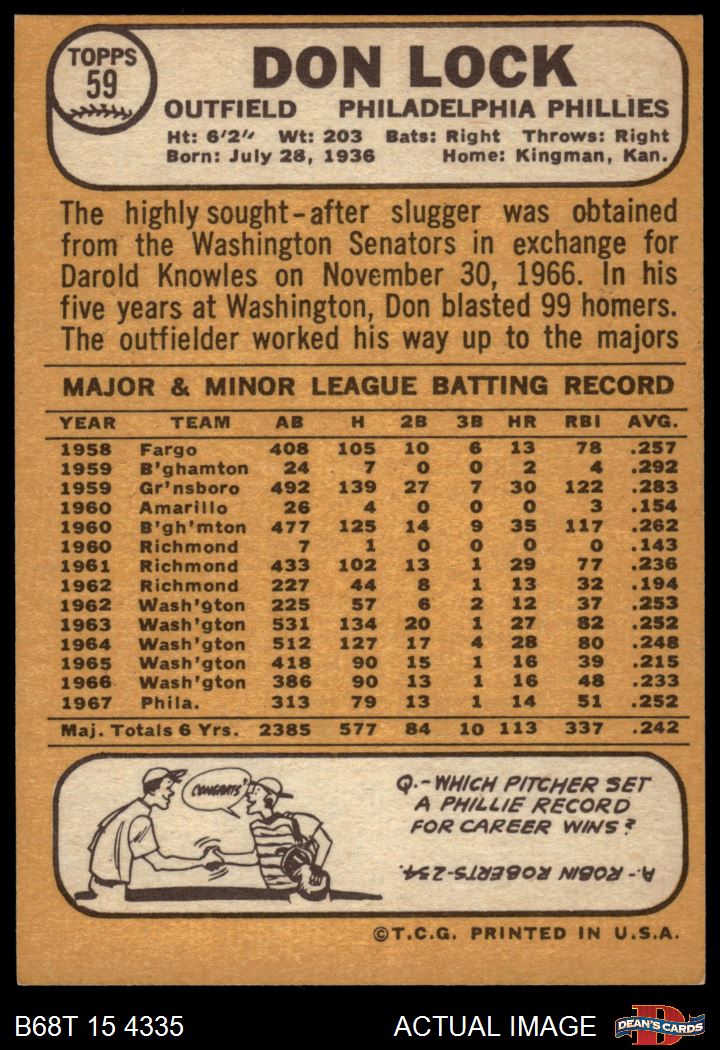 TOPPS
59
DON LOCK
OUTFIELD PHILADELPHIA PHILLIES
Ht: 6'2" Wt: 203 Bats: Right Throws: Right
Born: July 28, 1936 Home: Kingman, Kan.
The highly sought-after slugger was obtained
from the Washington Senators in exchange for
Darold Knowles on November 30, 1966. In his
five years at Washington, Don blasted 99 homers.
The outfielder worked his way up to the majors
MAJOR & MINOR LEAGUE BATTING RECORD
YEAR TEAM AB H 2B 3B HR RBI AVG.
1958 Fargo 408 105 10 6 13 78 .257
1959 B'ghamton 24 7 0 0 2 4 .292
1959 Gr'nsboro 492 139 27 7 30 122 .283
1960 Amarillo 26 4 0 0 0 3 .154
1960 B'gh'mton 477 125 14 9 35 117 .262
1960 Richmond 7 1 0 0 0 0 .143
1961 Richmond 433 102 13 1 29 77 .236
1962 Richmond 227 44 8 1 13 32 .194
1962 Wash'gton 225 57 6 2 12 37 .253
1963 Wash'gton 531 134 20 1 27 82 .252
1964 Wash'gton 512 127 17 4 28 80 .248
1965 Wash'gton 418 90 15 1 16 39 .215
1966 Wash'gton 386 90 13 1 16 48 .233
1967 Phila. 313 79 13 1 14 51 .252
Maj. Totals 6 Yrs. 2385 577 84 10 113 337 .242
CONGRATS'
Q.-WHICH PITCHER SET
A PHILLIE RECORD
FOR CAREER WINS?
A-ROBIN ROBERTS-234.
©T.C.G. PRINTED IN U.S.A.
B68T 15 4335 ACTUAL IMAGE
D
DEAN'S CARDS